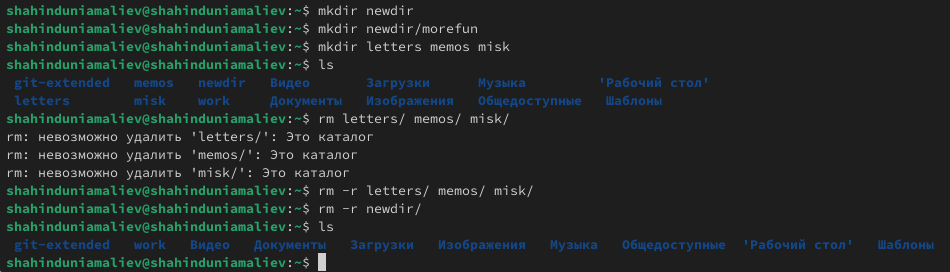 shahinduniamaliev@shahinduniamaliev:~$ mkdir newdir
shahinduniamaliev@shahinduniamaliev:~$ mkdir newdir/morefun
shahinduniamaliev@shahinduniamaliev:~$ mkdir letters memos misk
shahinduniamaliev@shahinduniamaliev:~$ ls
git-extended memos newdir Видео Загрузки Музыка 'Рабочий стол'
letters misk work Документы Изображения Общедоступные Шаблоны
shahinduniamaliev@shahinduniamaliev:~$ rm letters/ memos/ misk/
rm: невозможно удалить 'letters/': Это каталог
rm: невозможно удалить 'memos/': Это каталог
rm: невозможно удалить 'misk/': Это каталог
shahinduniamaliev@shahinduniamaliev:~$ rm -r letters/ memos/ misk/
shahinduniamaliev@shahinduniamaliev:~$ rm -r newdir/
shahinduniamaliev@shahinduniamaliev:~$ ls
git-extended work Видео Документы Загрузки Изображения Музыка Общедоступные 'Рабочий стол' Шаблоны
shahinduniamaliev@shahinduniamaliev:~$